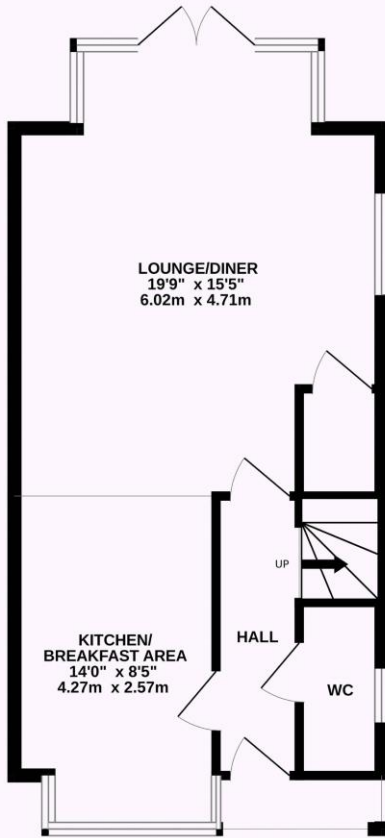 LOUNGE/DINER
19'9" x 15'5"
6.02m x 4.71m
UP
HALL
KITCHEN/
BREAKFAST AREA
14'0" x 8'5"
4.27m x 2.57m
WC